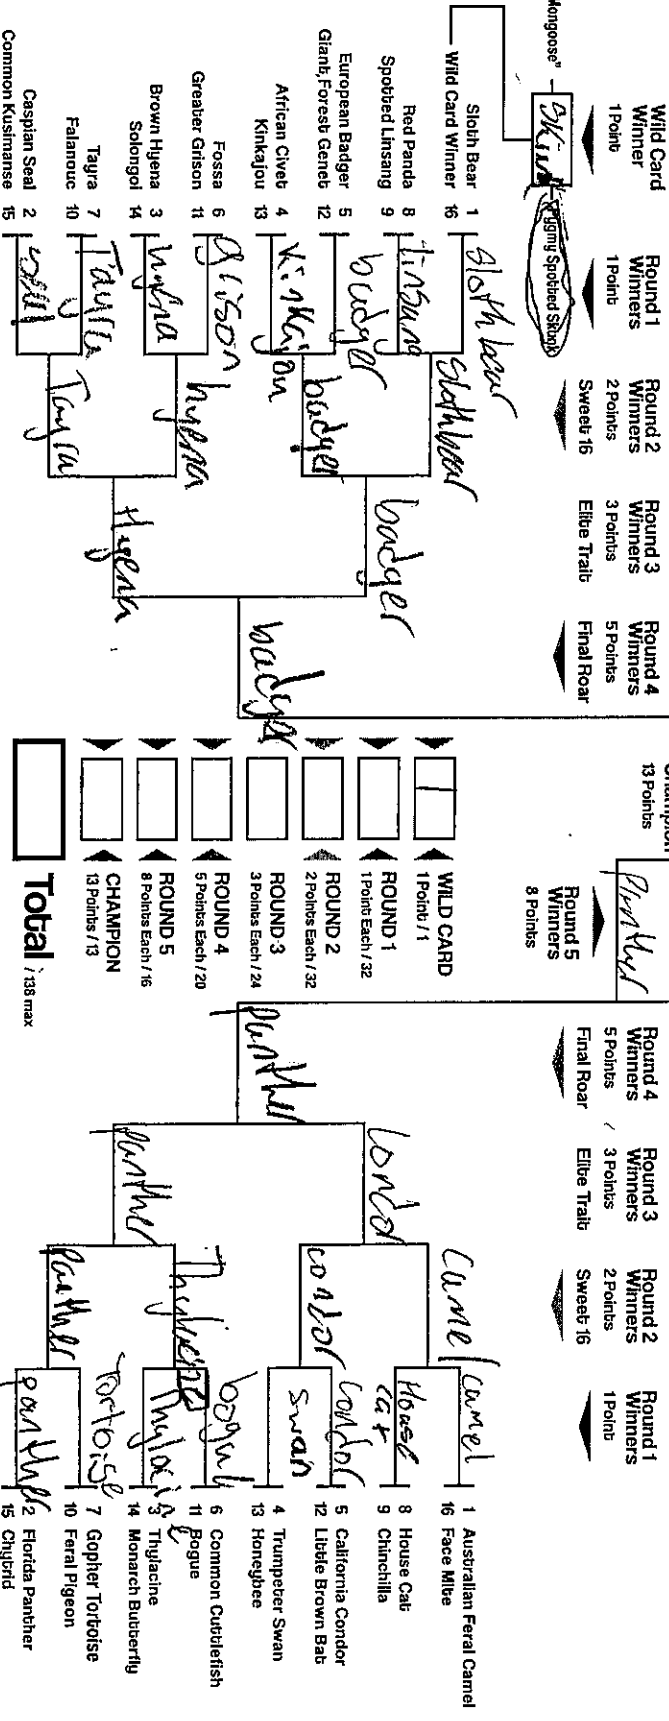 Mongoose"
Skunk
Pygmy Spotted Skunk
Wild Card
Winner
1 Point
Round 1
Winners
1 Point
Round 2
Winners
2 Points
Sweet 16
Round 3
Winners
3 Points
Elite Trait
Round 4
Winners
5 Points
Final Roar
Champion
13 Points
Panther
Round 5
Winners
8 Points
Round 4
Winners
5 Points
Final Roar
Round 3
Winners
3 Points
Elite Trait
Round 2
Winners
2 Points
Sweet 16
Round 1
Winners
1 Point
Sloth Bear 1
Wild Card Winner 16
Red Panda 8
Spotted Linsang 9
European Badger 5
Giant Forest Genet 12
African Civet 4
Kinkajou 13
Fossa 6
Greater Grison 11
Brown Hyena 3
Solongoi 14
Tayra 7
Falanouc 10
Caspian Seal 2
Common Kusimanse 15
Sloth bear
linsang
badger
Kinkajou
grison
hyena
Tayra
seal
Sloth bear
badger
hyena
Tayra
badger
Hyena
badger
1
WILD CARD
1 Point / 1
ROUND 1
1 Point Each / 32
ROUND 2
2 Points Each / 32
ROUND 3
3 Points Each / 24
ROUND 4
5 Points Each / 20
ROUND 5
8 Points Each / 16
CHAMPION
13 Points / 13
Total / 138 max
panther
Condor
panther
Camel
condor
Thylacine
panther
camel
House
cat
Condor
swan
bogue
Thylacine
Tortoise
panther
1 Australian Feral Camel
16 Face Mite
8 House Cat
9 Chinchilla
5 California Condor
12 Little Brown Bat
4 Trumpeter Swan
13 Honeybee
6 Common Cuttlefish
11 Bogue
3 Thylacine
14 Monarch Butterfly
7 Gopher Tortoise
10 Feral Pigeon
2 Florida Panther
15 Chytrid